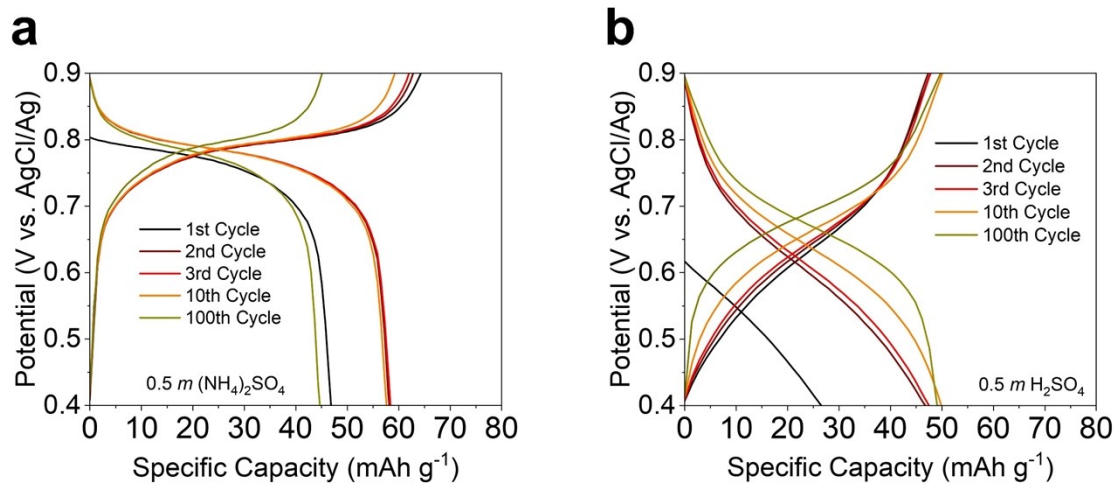 a
0.9
0.8
0.7
0.6
0.5
0.4
Potential (V vs. AgCl/Ag)
1st Cycle
2nd Cycle
3rd Cycle
10th Cycle
100th Cycle
0.5 m (NH₄)₂SO₄
0 10 20 30 40 50 60 70 80
Specific Capacity (mAh g⁻¹)
b
0.9
0.8
0.7
0.6
0.5
0.4
Potential (V vs. AgCl/Ag)
1st Cycle
2nd Cycle
3rd Cycle
10th Cycle
100th Cycle
0.5 m H₂SO₄
0 10 20 30 40 50 60 70 80
Specific Capacity (mAh g⁻¹)